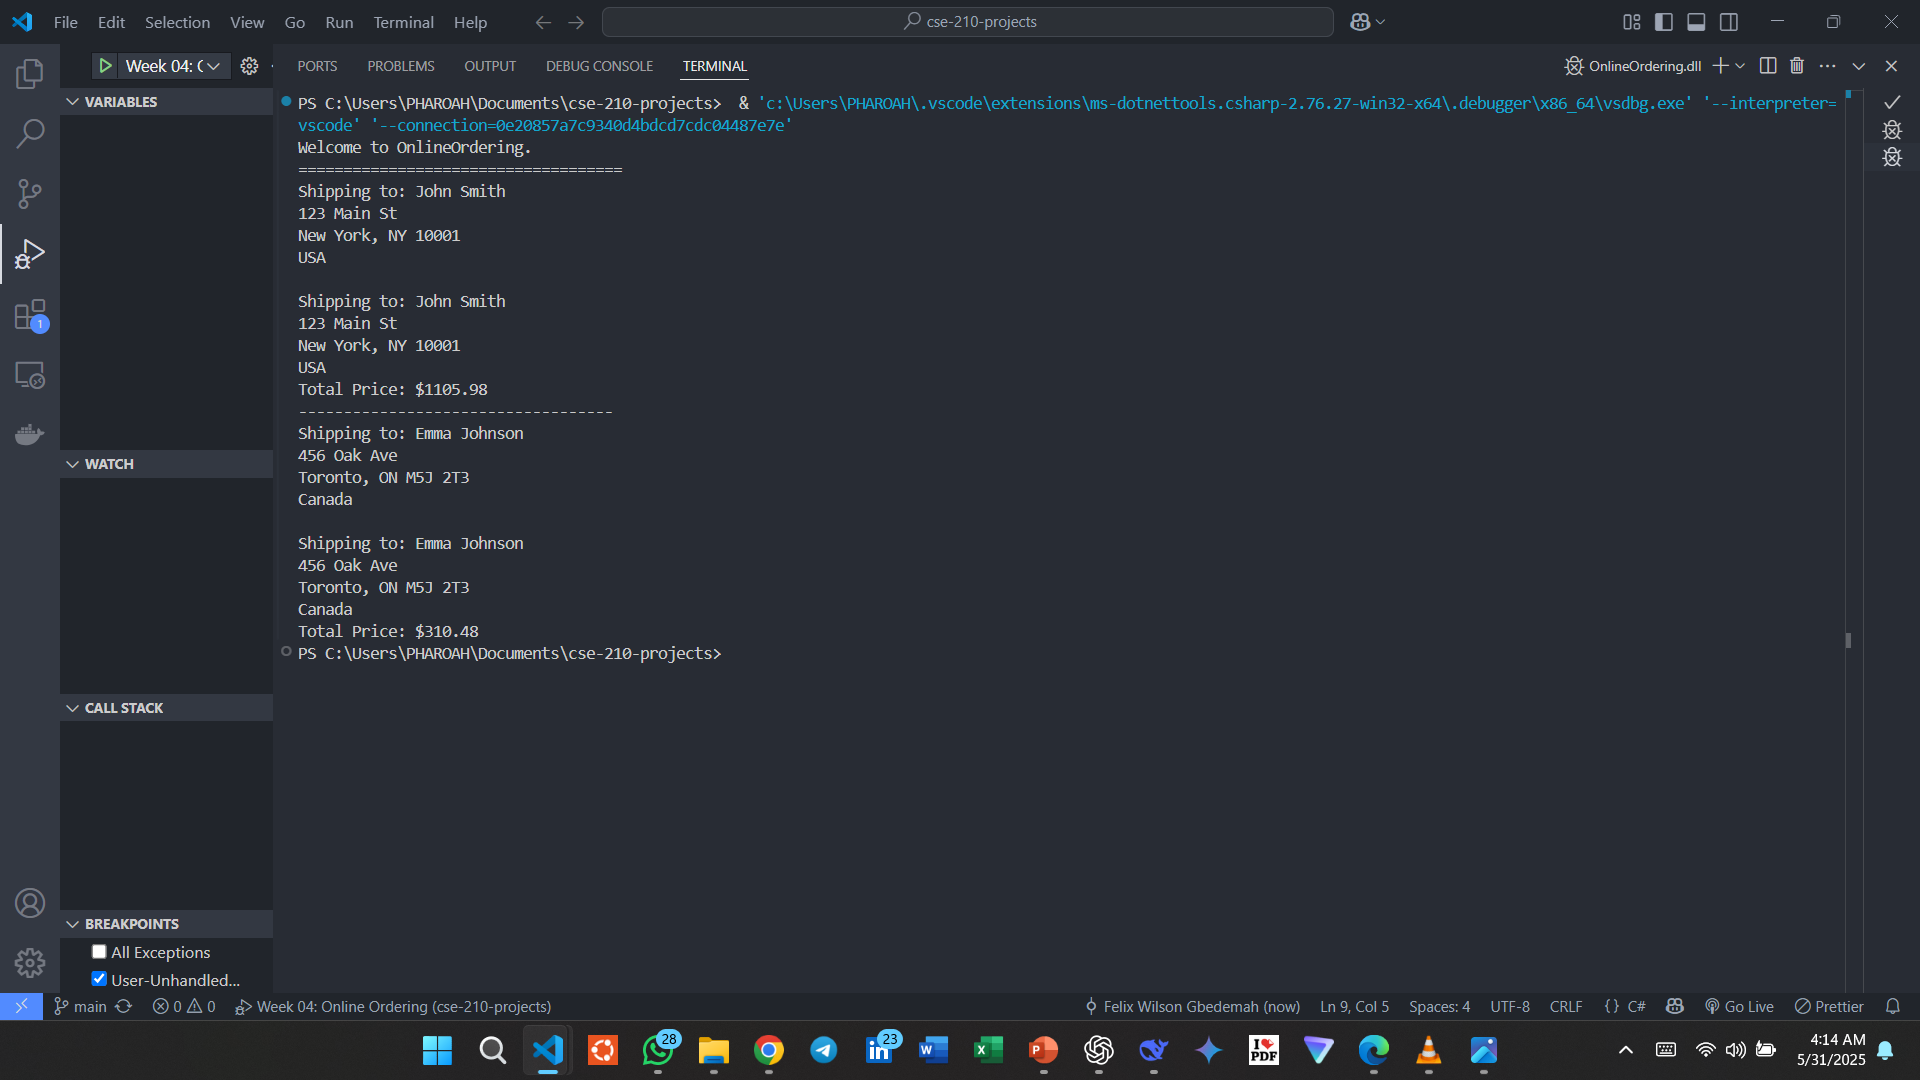 File Edit Selection View Go Run Terminal Help
cse-210-projects
Week 04: (
PORTS PROBLEMS OUTPUT DEBUG CONSOLE TERMINAL
OnlineOrdering.dll
VARIABLES
WATCH
CALL STACK
BREAKPOINTS
All Exceptions
User-Unhandled...
1
PS C:\Users\PHAROAH\Documents\cse-210-projects>  & 'c:\Users\PHAROAH\.vscode\extensions\ms-dotnettools.csharp-2.76.27-win32-x64\.debugger\x86_64\vsdbg.exe' '--interpreter=
vscode' '--connection=0e20857a7c9340d4bdcd7cdc04487e7e'
Welcome to OnlineOrdering.
====================================
Shipping to: John Smith
123 Main St
New York, NY 10001
USA
Shipping to: John Smith
123 Main St
New York, NY 10001
USA
Total Price: $1105.98
-----------------------------------
Shipping to: Emma Johnson
456 Oak Ave
Toronto, ON M5J 2T3
Canada
Shipping to: Emma Johnson
456 Oak Ave
Toronto, ON M5J 2T3
Canada
Total Price: $310.48
PS C:\Users\PHAROAH\Documents\cse-210-projects>
main 0 0 Week 04: Online Ordering (cse-210-projects) Felix Wilson Gbedemah (now) Ln 9, Col 5 Spaces: 4 UTF-8 CRLF {} C# Go Live Prettier
28 23 W X P I PDF
4:14 AM
5/31/2025